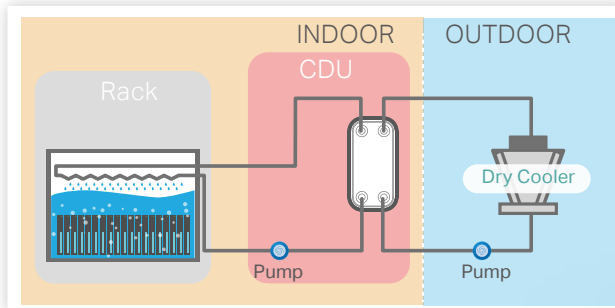 INDOOR
OUTDOOR
CDU
Rack
Dry Cooler
Pump
Pump